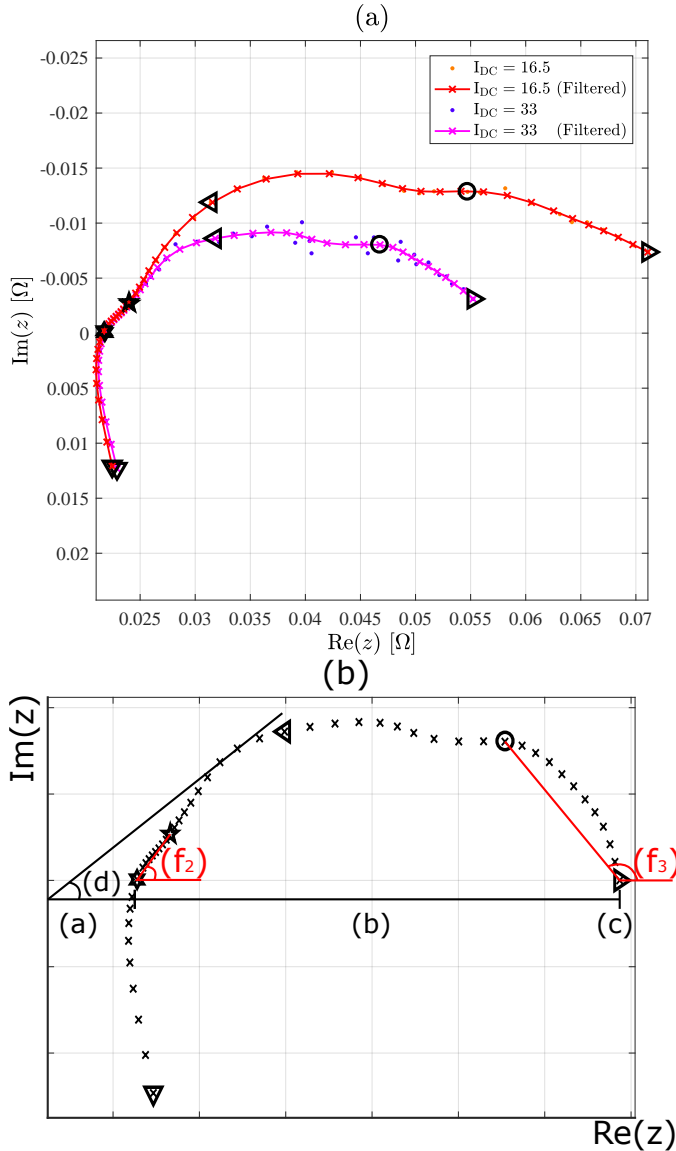 (a)
-0.025
-0.02
-0.015
-0.01
-0.005
0
0.005
0.01
0.015
0.02
Im(z) [Ω]
I_DC = 16.5
I_DC = 16.5 (Filtered)
I_DC = 33
I_DC = 33 (Filtered)
0.025 0.03 0.035 0.04 0.045 0.05 0.055 0.06 0.065 0.07
Re(z) [Ω]
(b)
Im(z)
(f₂)
(f₃)
(d)
(a) (b) (c)
Re(z)